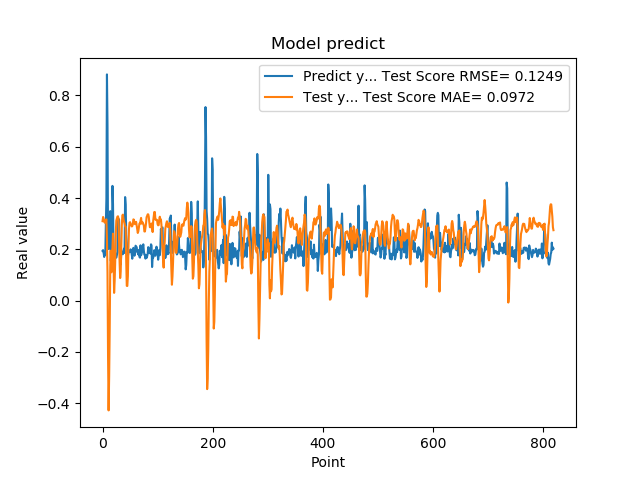 Model predict
Predict y... Test Score RMSE= 0.1249
Test y... Test Score MAE= 0.0972
Real value
0.8
0.6
0.4
0.2
0.0
−0.2
−0.4
0
200
400
600
800
Point